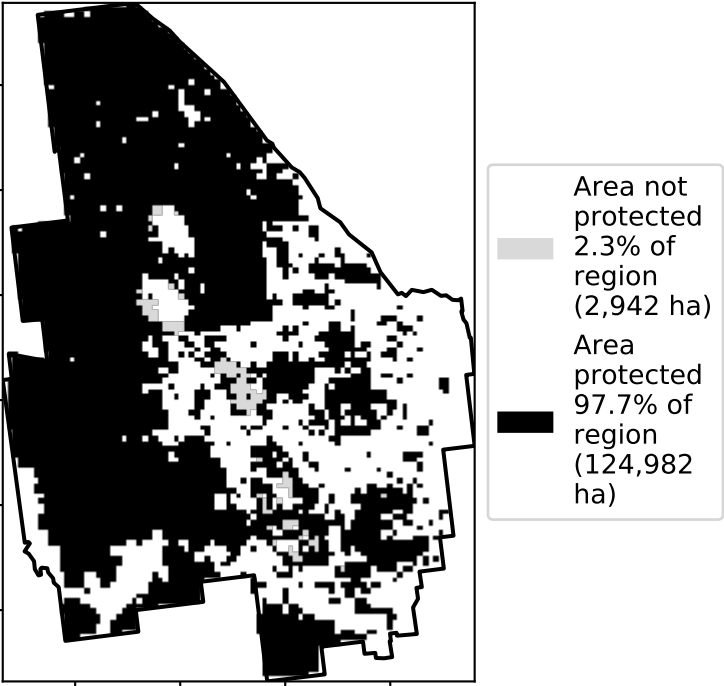 Area not
protected
2.3% of
region
(2,942 ha)
Area
protected
97.7% of
region
(124,982
ha)